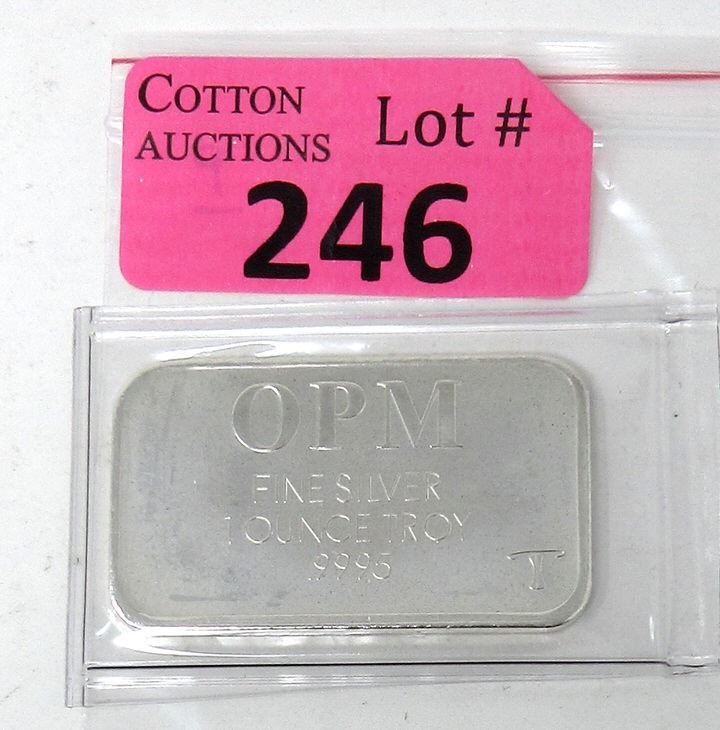 COTTON
AUCTIONS
Lot #
246
OPM
FINE SILVER
1 OUNCE TROY
.9995
T